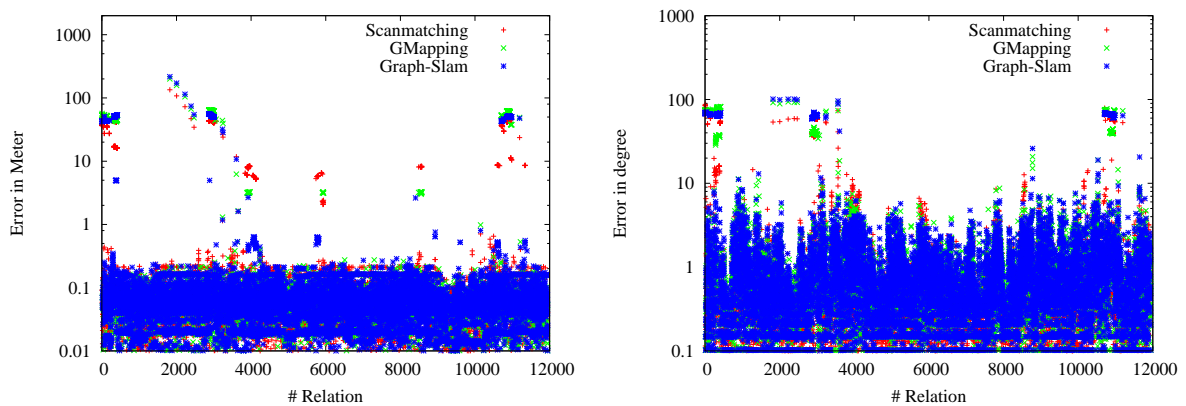 1000
100
10
1
0.1
0.01
Error in Meter
0
2000
4000
6000
8000
10000
12000
# Relation
Scanmatching
GMapping
Graph-Slam
1000
100
10
1
0.1
Error in degree
0
2000
4000
6000
8000
10000
12000
# Relation
Scanmatching
GMapping
Graph-Slam